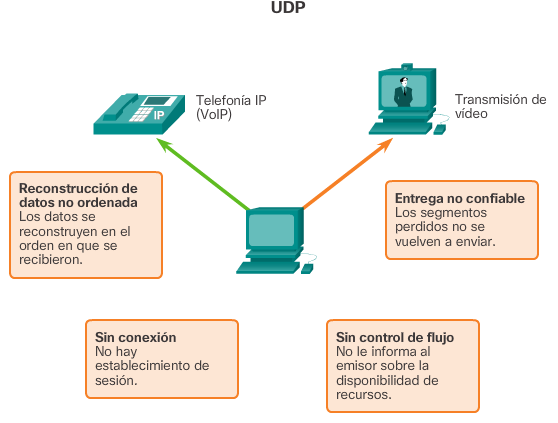 UDP
Telefonía IP
(VoIP)
IP
Transmisión de
vídeo
Reconstrucción de
datos no ordenada
Los datos se
reconstruyen en el
orden en que se
recibieron.
Entrega no confiable
Los segmentos
perdidos no se
vuelven a enviar.
Sin conexión
No hay
establecimiento de
sesión.
Sin control de flujo
No le informa al
emisor sobre la
disponibilidad de
recursos.